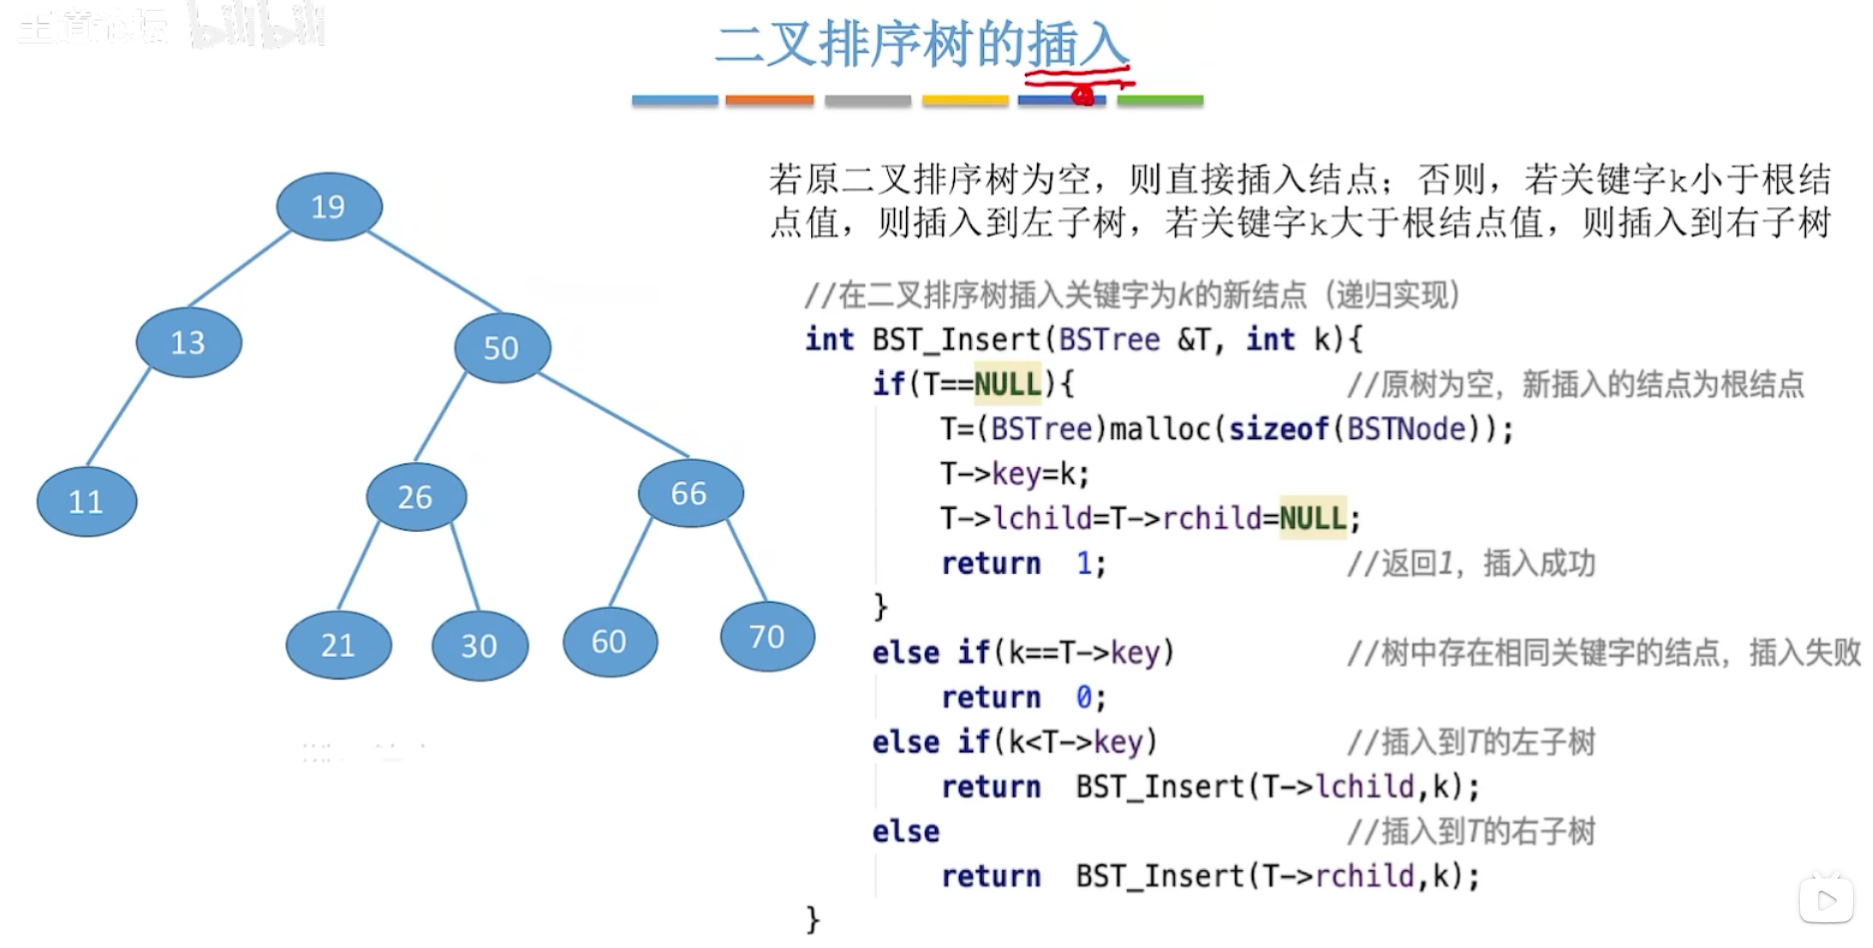 王道论坛 bilibili
二叉排序树的插入
19
13
50
11
26
66
21
30
60
70
若原二叉排序树为空，则直接插入结点；否则，若关键字k小于根结
点值，则插入到左子树，若关键字k大于根结点值，则插入到右子树
//在二叉排序树插入关键字为k的新结点（递归实现）
int BST_Insert(BSTree &T, int k){
if(T==NULL){ //原树为空，新插入的结点为根结点
T=(BSTree)malloc(sizeof(BSTNode));
T->key=k;
T->lchild=T->rchild=NULL;
return 1; //返回1，插入成功
}
else if(k==T->key) //树中存在相同关键字的结点，插入失败
return 0;
else if(k<T->key) //插入到T的左子树
return BST_Insert(T->lchild,k);
else //插入到T的右子树
return BST_Insert(T->rchild,k);
}